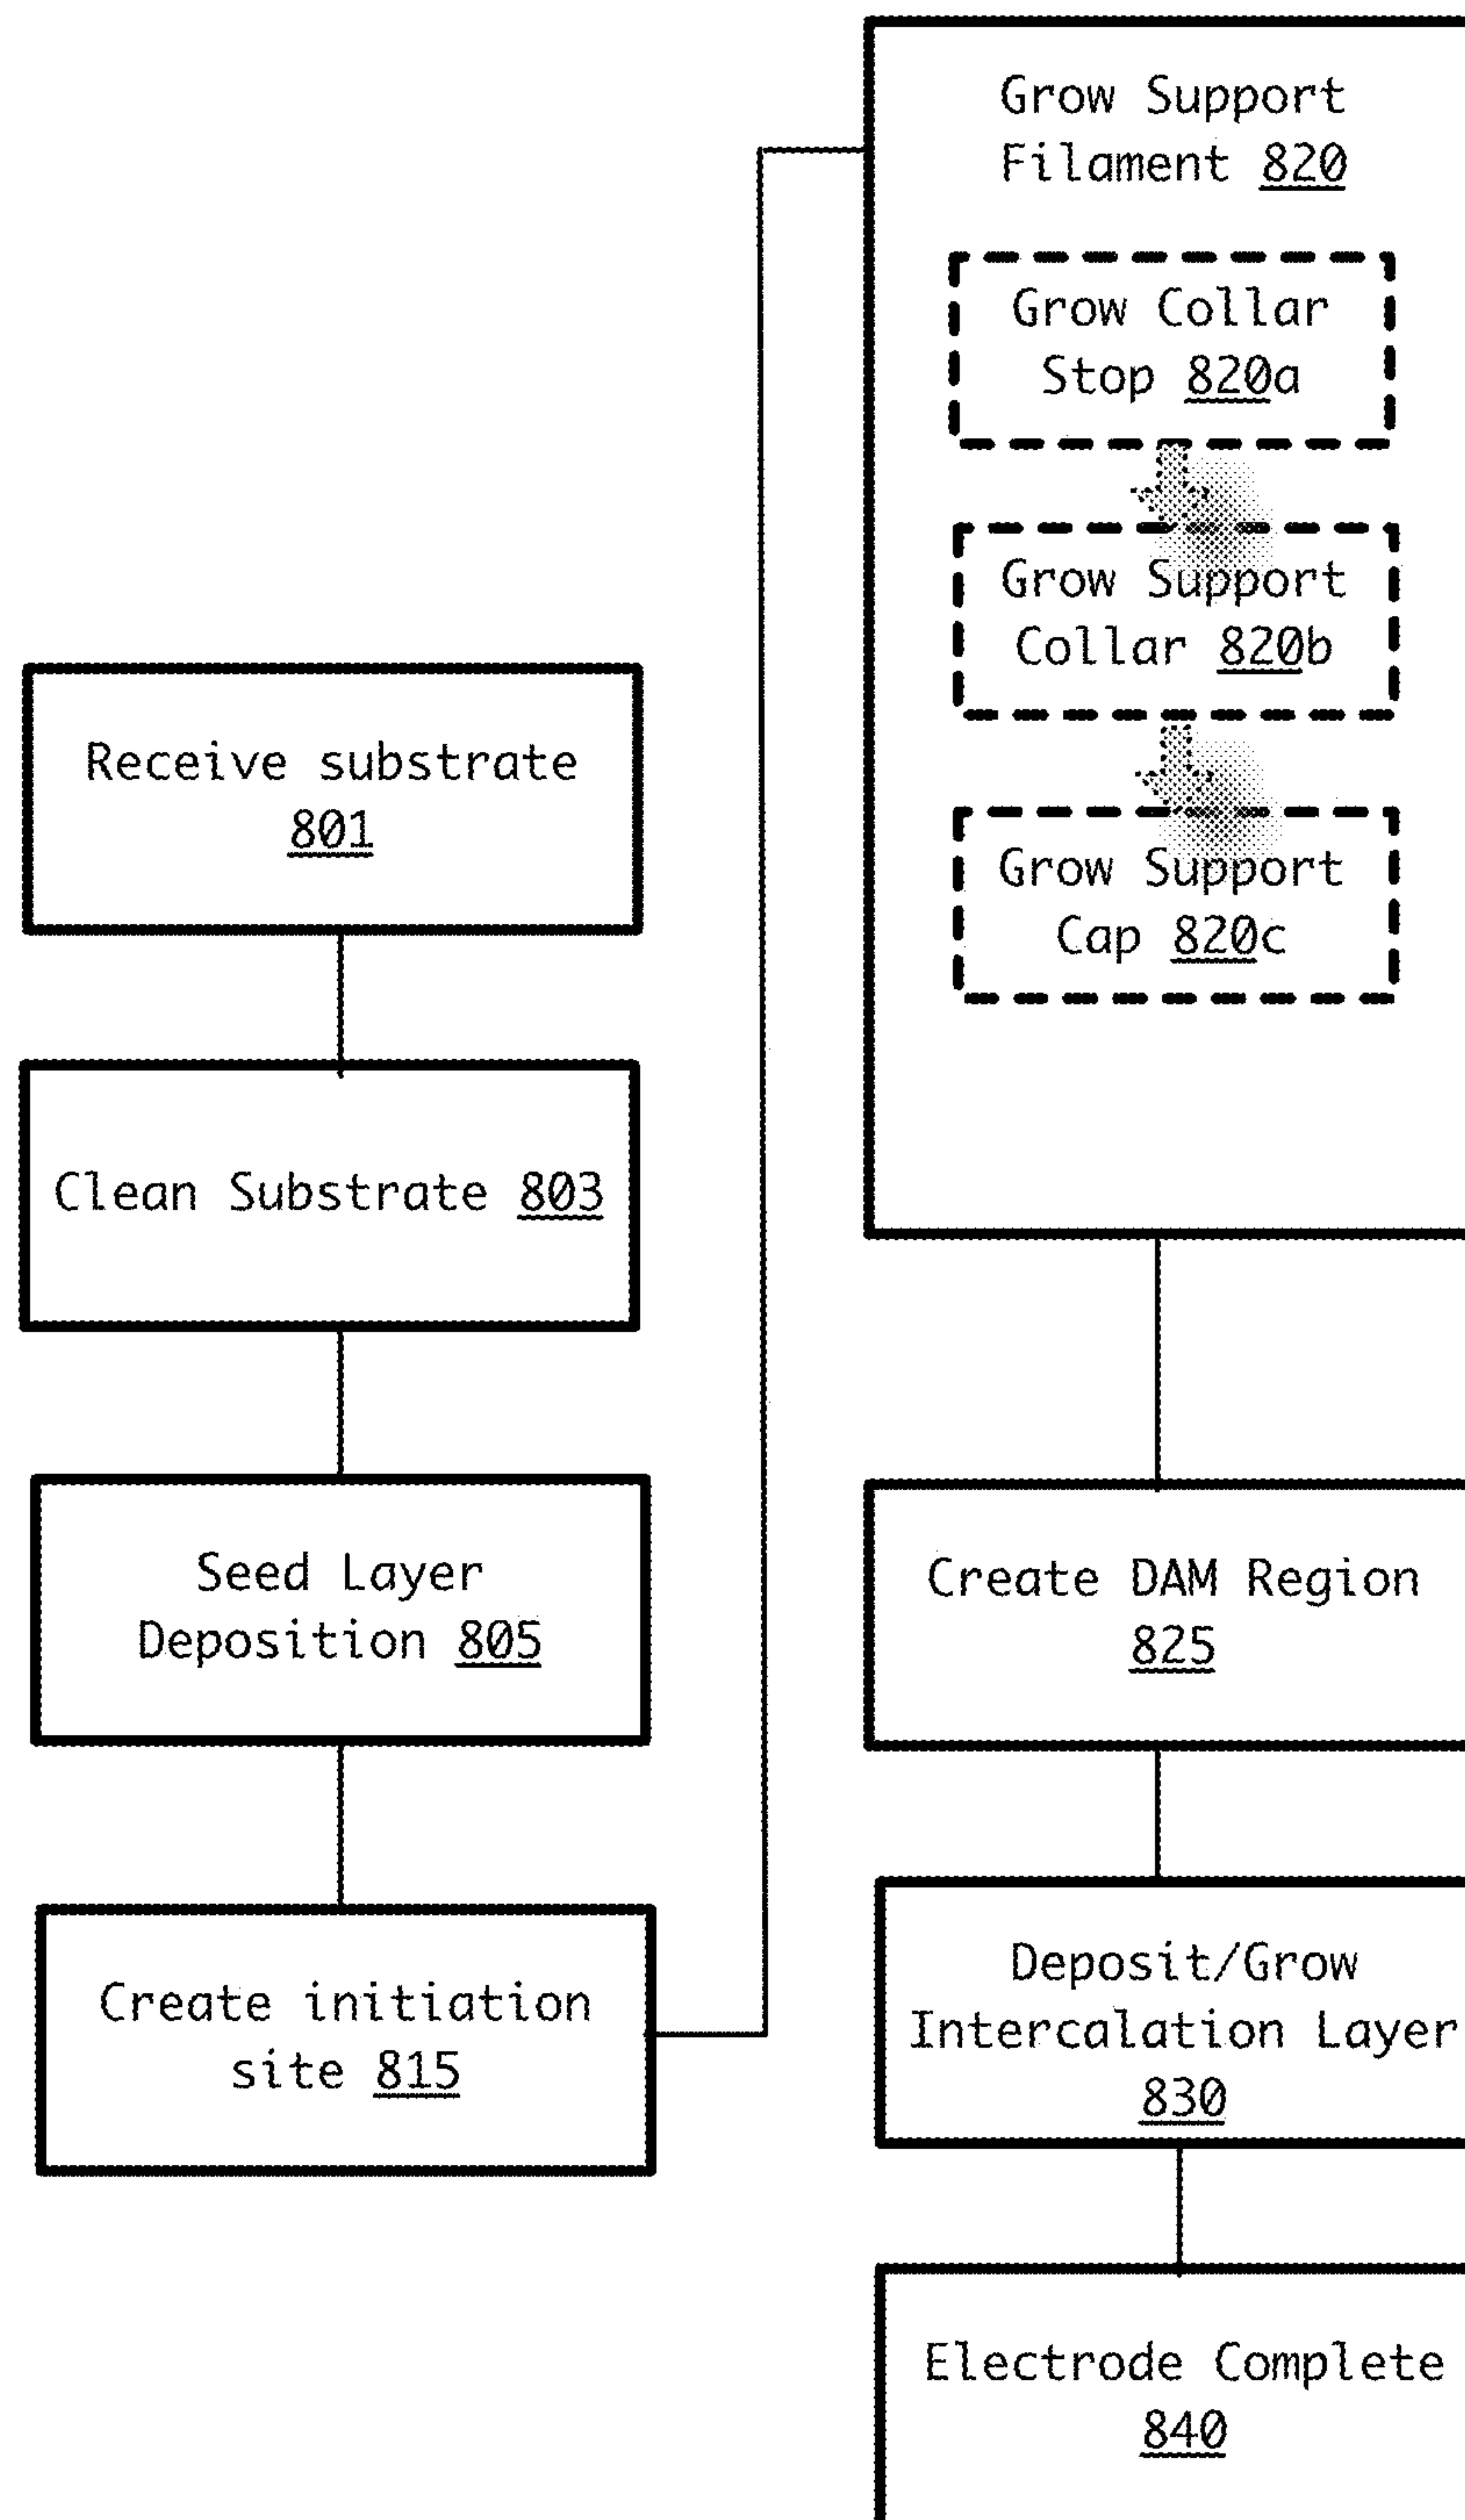 Receive substrate
801
Clean Substrate 803
Seed Layer
Deposition 805
Create initiation
site 815
Grow Support
Filament 820
Grow Collar
Stop 820a
Grow Support
Collar 820b
Grow Support
Cap 820c
Create DAM Region
825
Deposit/Grow
Intercalation Layer
830
Electrode Complete
840